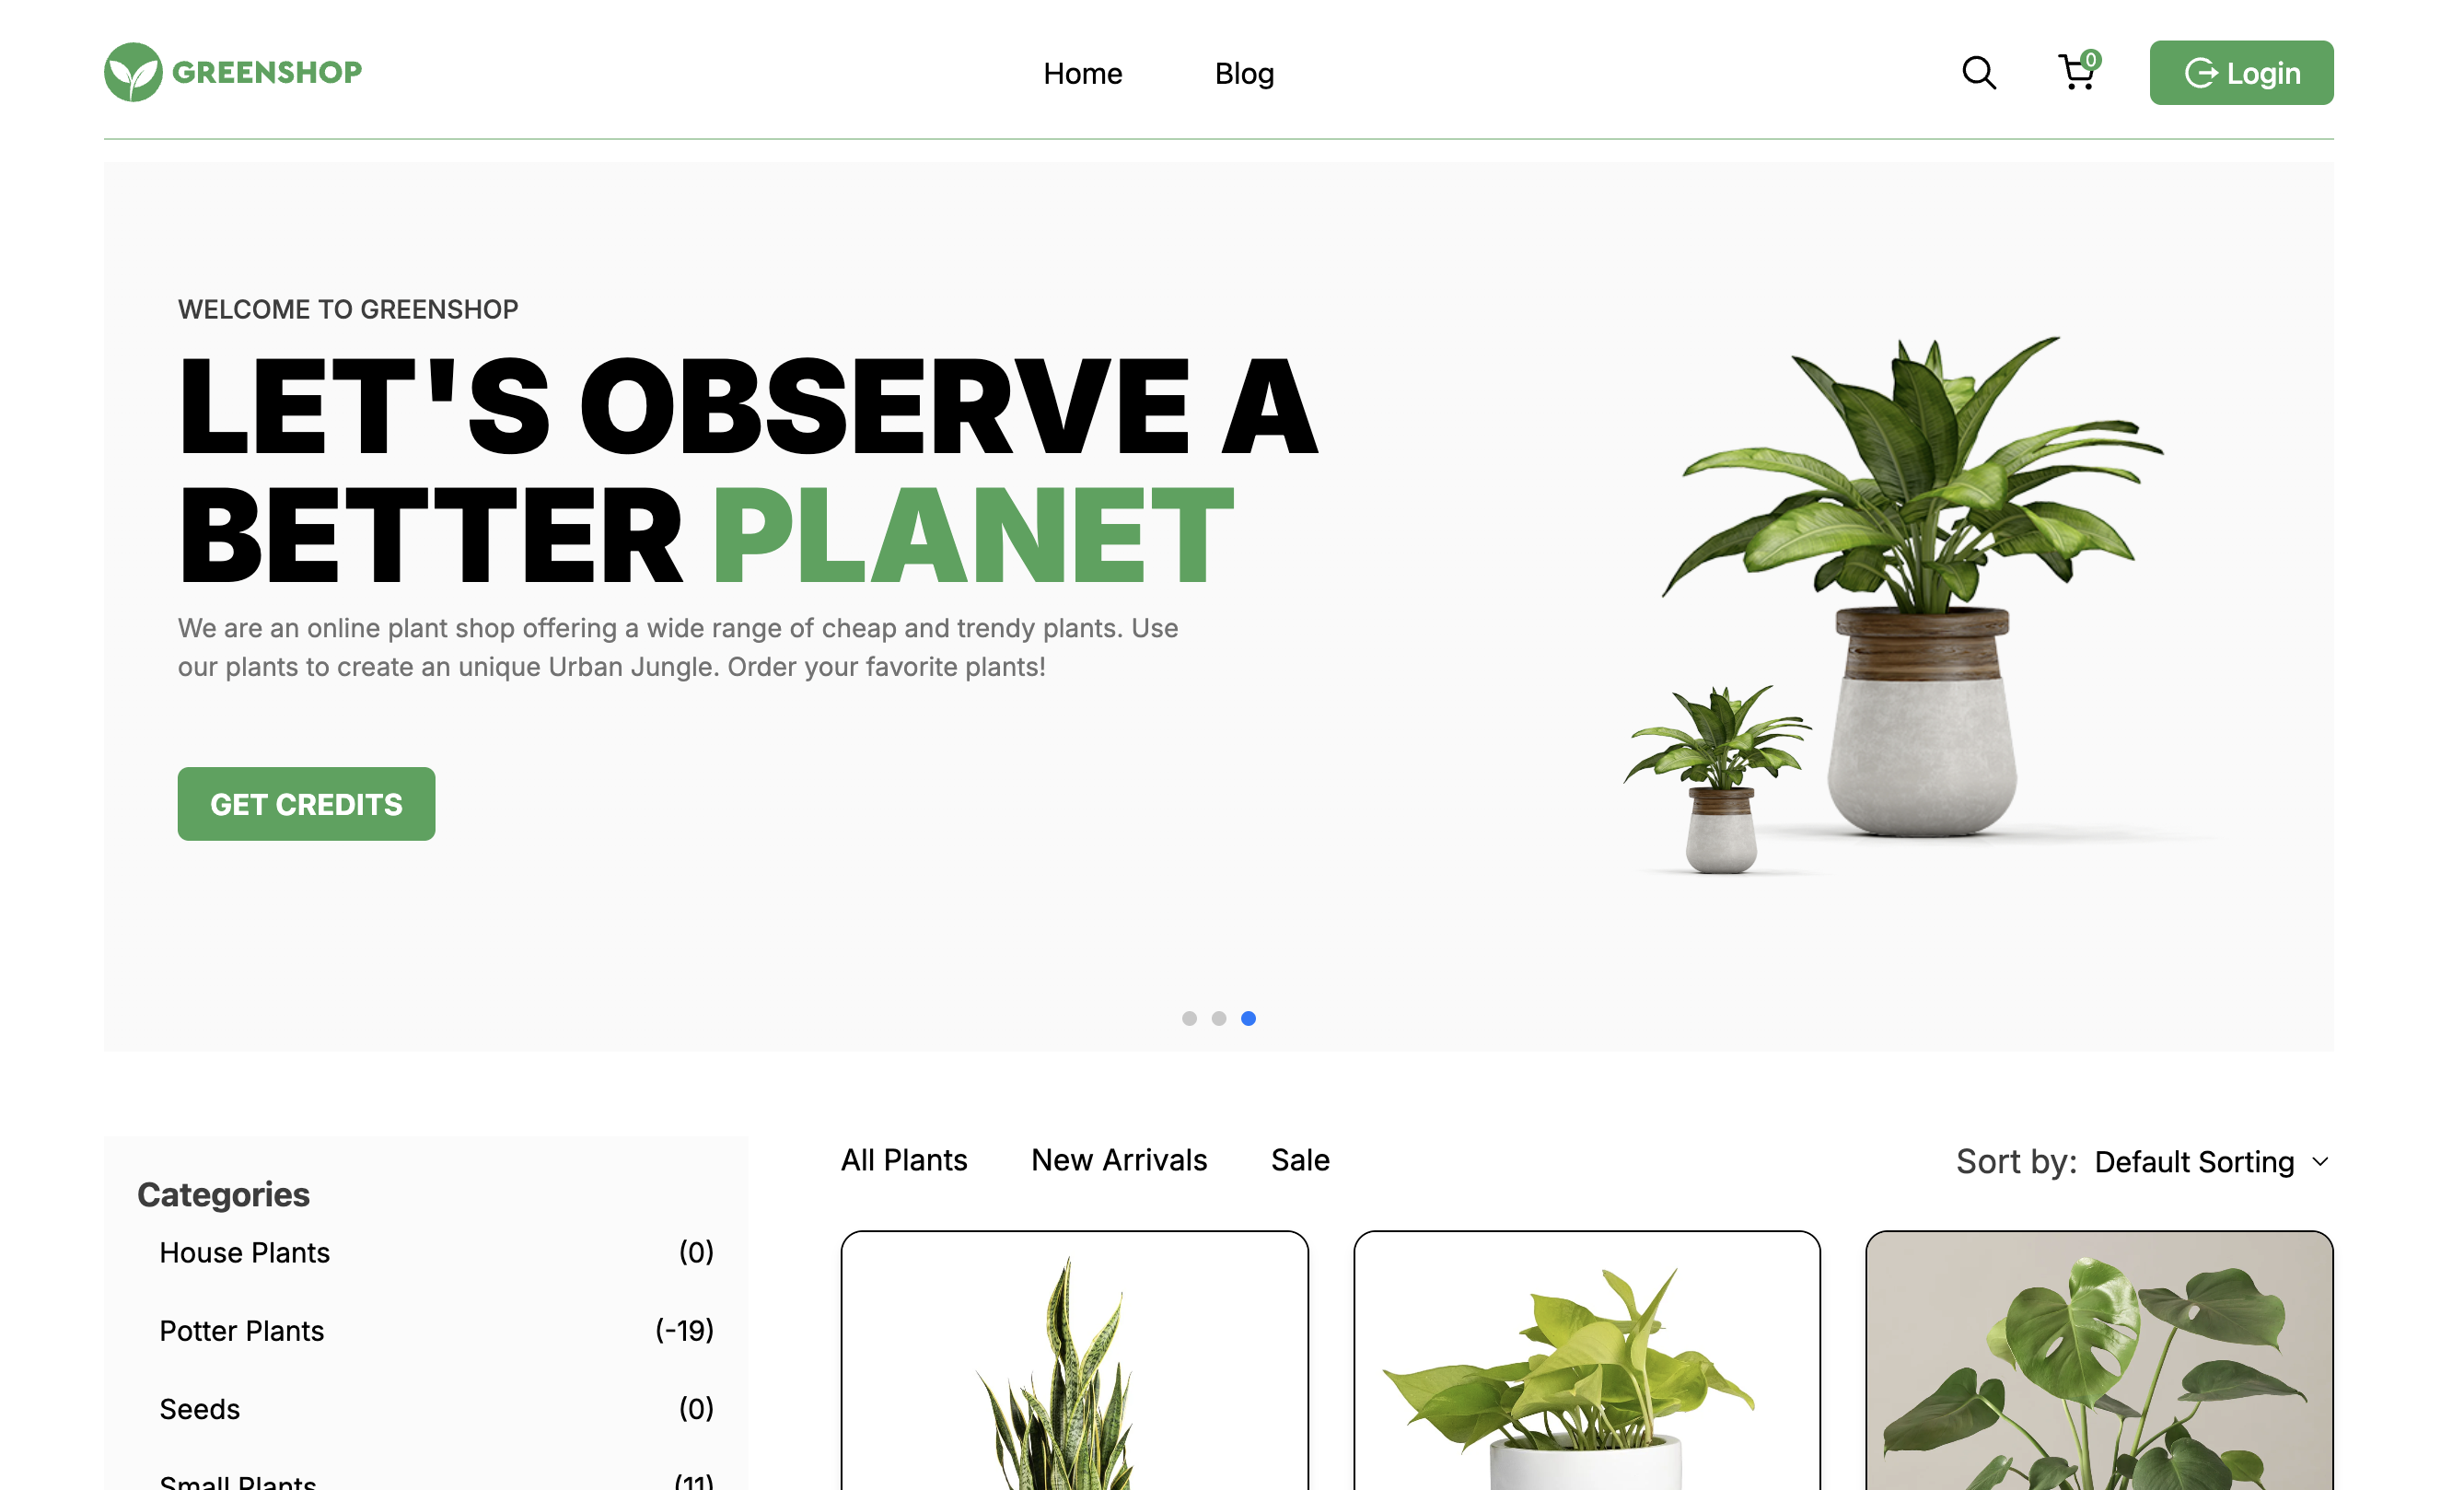 GREENSHOP
Home
Blog
0
Login
WELCOME TO GREENSHOP
LET'S OBSERVE A
BETTER PLANET
We are an online plant shop offering a wide range of cheap and trendy plants. Use
our plants to create an unique Urban Jungle. Order your favorite plants!
GET CREDITS
Categories
House Plants (0)
Potter Plants (-19)
Seeds (0)
Small Plants (11)
All Plants
New Arrivals
Sale
Sort by: Default Sorting